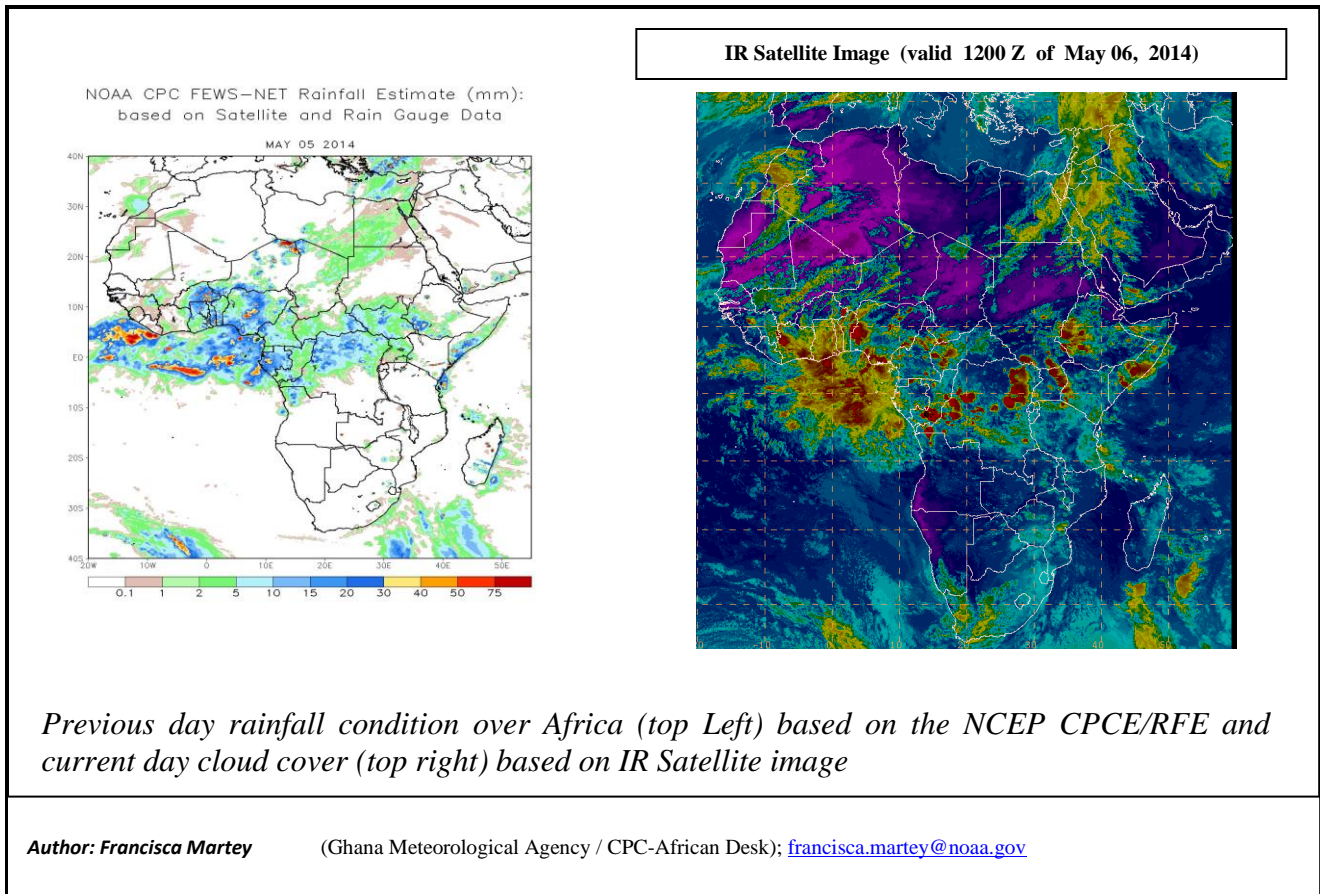 IR Satellite Image (valid 1200 Z of May 06, 2014)
NOAA CPC FEWS-NET Rainfall Estimate (mm):
based on Satellite and Rain Gauge Data
MAY 05 2014
40N
30N
20N
10N
EQ
10S
20S
30S
40S
20W 10W 0 10E 20E 30E 40E 50E
0.1 1 2 5 10 15 20 30 40 50 75
Previous day rainfall condition over Africa (top Left) based on the NCEP CPCE/RFE and
current day cloud cover (top right) based on IR Satellite image
Author: Francisca Martey (Ghana Meteorological Agency / CPC-African Desk); francisca.martey@noaa.gov